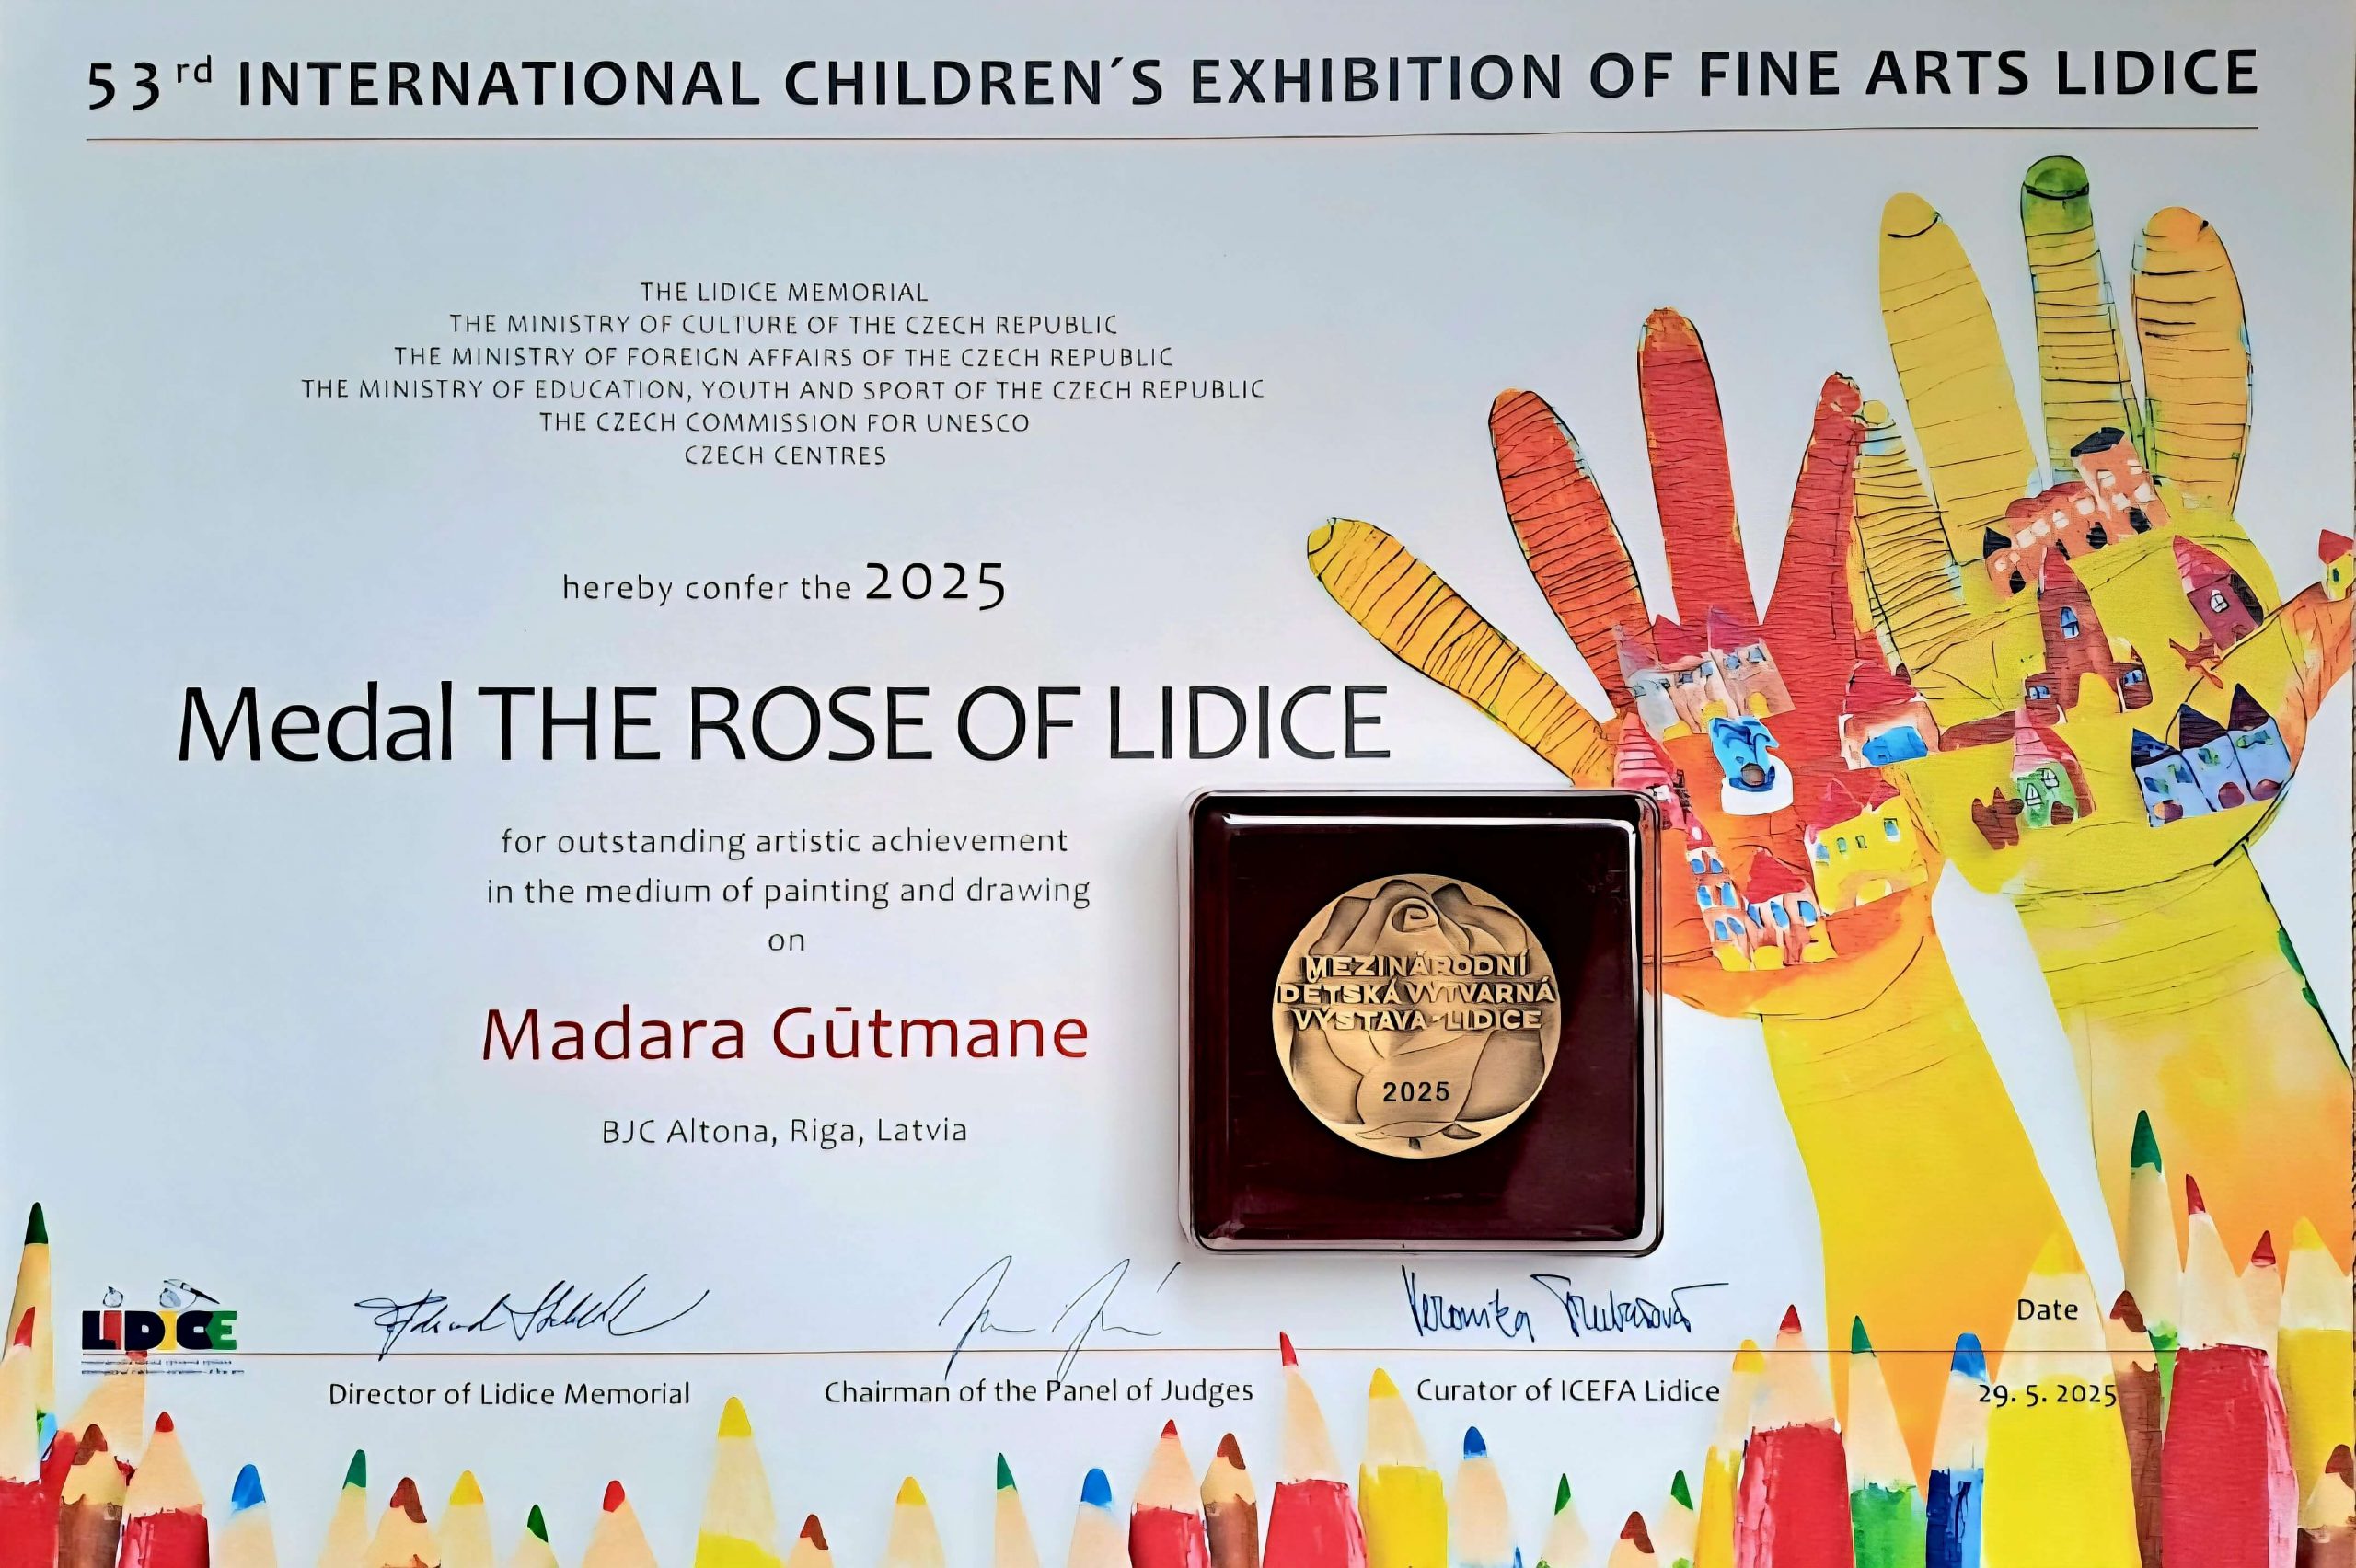 53rd INTERNATIONAL CHILDREN´S EXHIBITION OF FINE ARTS LIDICE
THE LIDICE MEMORIAL
THE MINISTRY OF CULTURE OF THE CZECH REPUBLIC
THE MINISTRY OF FOREIGN AFFAIRS OF THE CZECH REPUBLIC
THE MINISTRY OF EDUCATION, YOUTH AND SPORT OF THE CZECH REPUBLIC
THE CZECH COMMISSION FOR UNESCO
CZECH CENTRES
hereby confer the 2025
Medal THE ROSE OF LIDICE
for outstanding artistic achievement
in the medium of painting and drawing
on
Madara Gūtmane
BJC Altona, Riga, Latvia
MEZINÁRODNÍ
DĚTSKÁ VÝTVARNÁ
VÝSTAVA LIDICE
2025
LIDICE
Veronika
Date
Director of Lidice Memorial
Chairman of the Panel of Judges
Curator of ICEFA Lidice
29. 5. 2025